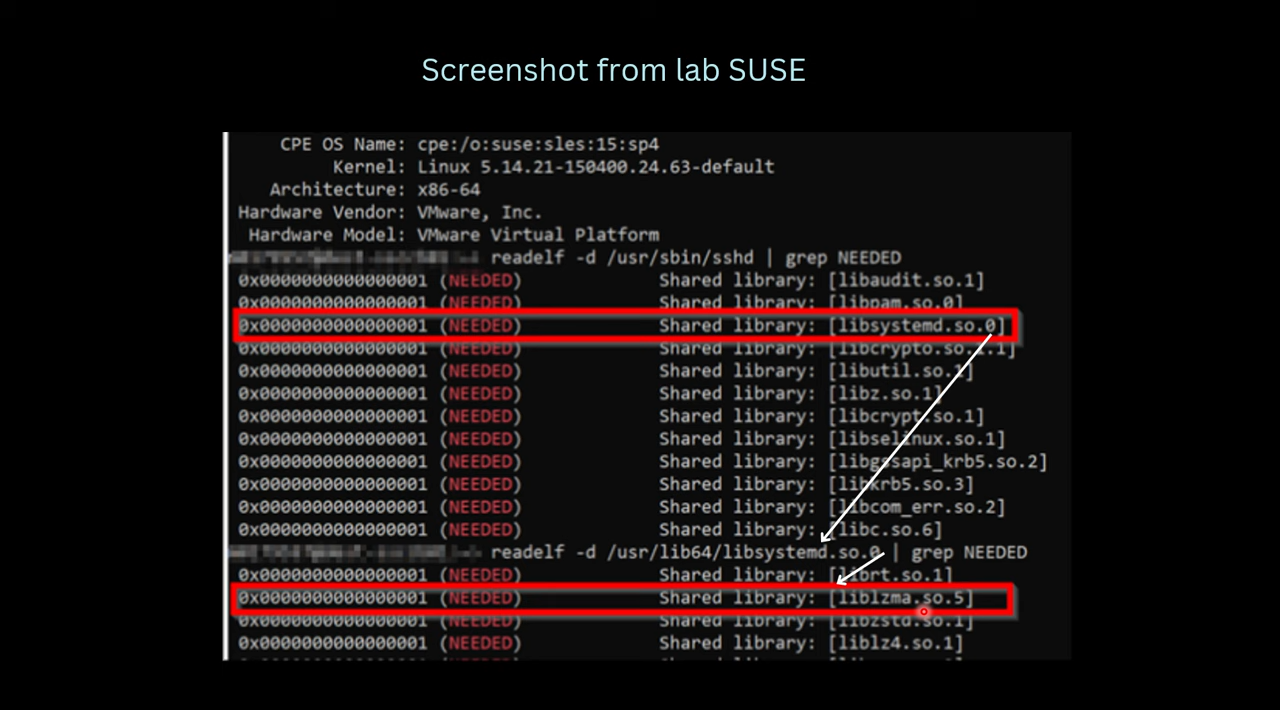 Screenshot from lab SUSE
CPE OS Name: cpe:/o:suse:sles:15:sp4
Kernel: Linux 5.14.21-150400.24.63-default
Architecture: x86-64
Hardware Vendor: VMware, Inc.
Hardware Model: VMware Virtual Platform
readelf -d /usr/sbin/sshd | grep NEEDED
0x0000000000000001 (NEEDED) Shared library: [libaudit.so.1]
0x0000000000000001 (NEEDED) Shared library: [libpam.so.0]
0x0000000000000001 (NEEDED) Shared library: [libsystemd.so.0]
0x0000000000000001 (NEEDED) Shared library: [libcrypto.so.1.1]
0x0000000000000001 (NEEDED) Shared library: [libutil.so.1]
0x0000000000000001 (NEEDED) Shared library: [libz.so.1]
0x0000000000000001 (NEEDED) Shared library: [libcrypt.so.1]
0x0000000000000001 (NEEDED) Shared library: [libselinux.so.1]
0x0000000000000001 (NEEDED) Shared library: [libgssapi_krb5.so.2]
0x0000000000000001 (NEEDED) Shared library: [libkrb5.so.3]
0x0000000000000001 (NEEDED) Shared library: [libcom_err.so.2]
0x0000000000000001 (NEEDED) Shared library: [libc.so.6]
readelf -d /usr/lib64/libsystemd.so.0 | grep NEEDED
0x0000000000000001 (NEEDED) Shared library: [librt.so.1]
0x0000000000000001 (NEEDED) Shared library: [liblzma.so.5]
0x0000000000000001 (NEEDED) Shared library: [libzstd.so.1]
0x0000000000000001 (NEEDED) Shared library: [liblz4.so.1]